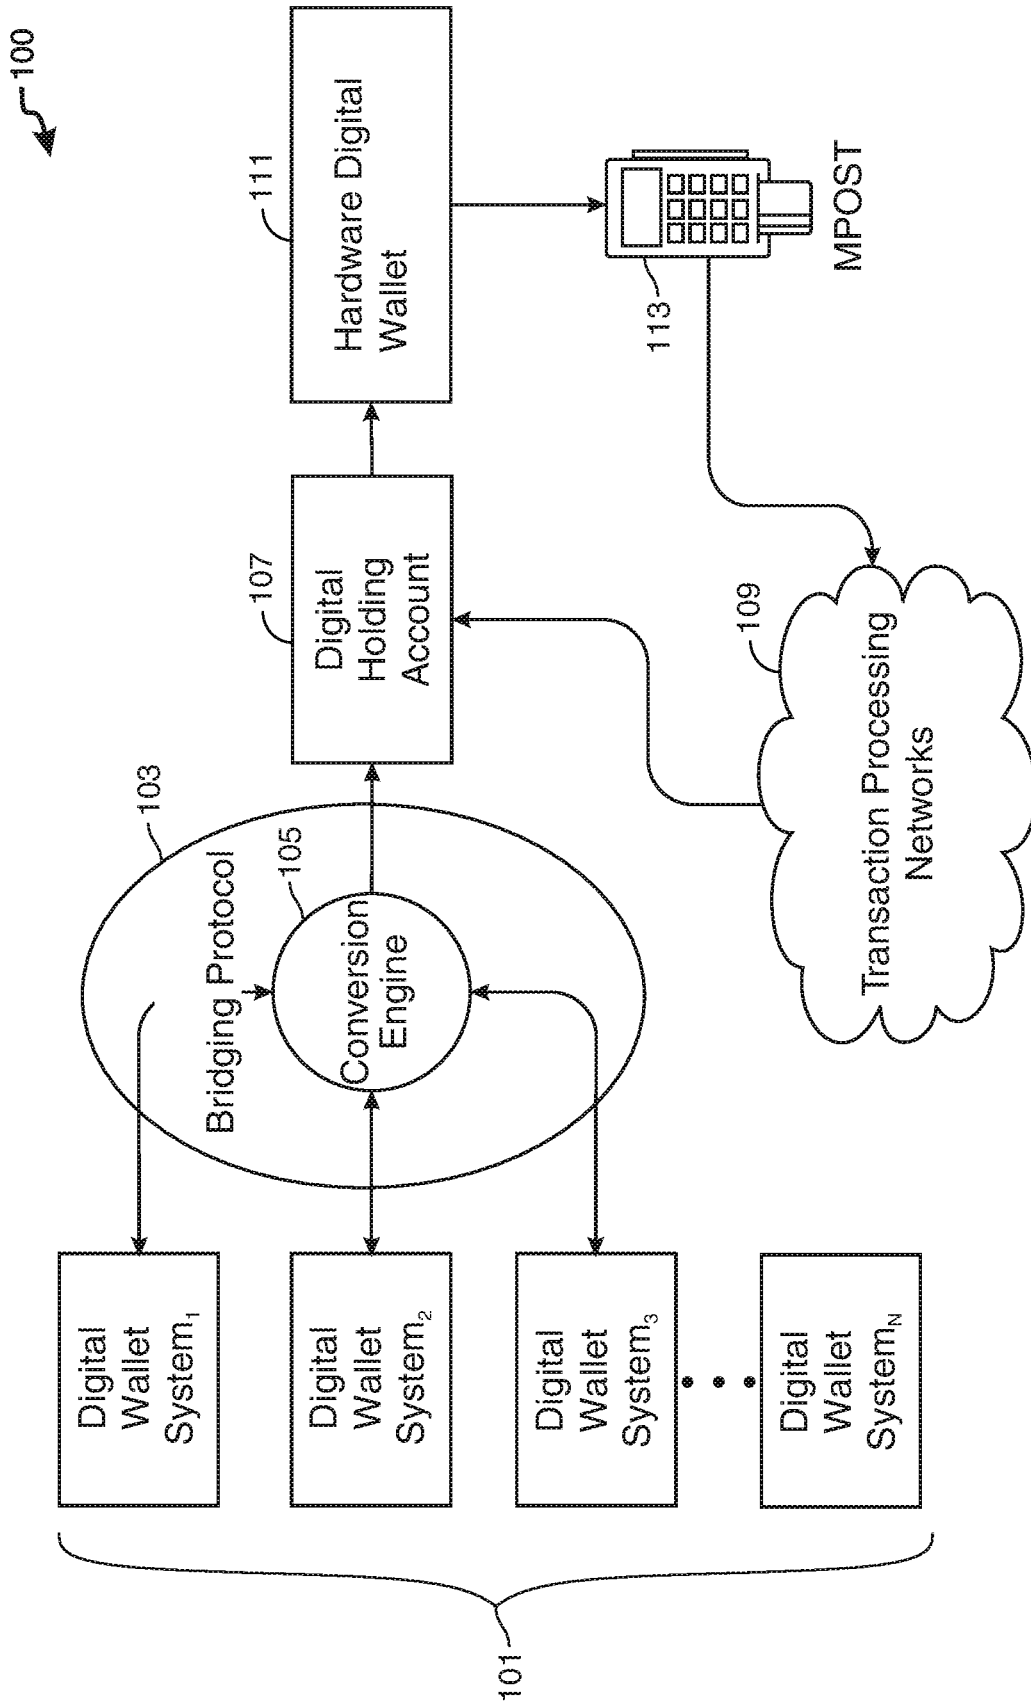 100
Digital
Wallet
System1
Digital
Wallet
System2
Digital
Wallet
System3
Digital
Wallet
SystemN
101
Bridging Protocol
103
Conversion
Engine
105
Digital
Holding
Account
107
Hardware Digital
Wallet
111
113
MPOST
Transaction Processing
Networks
109